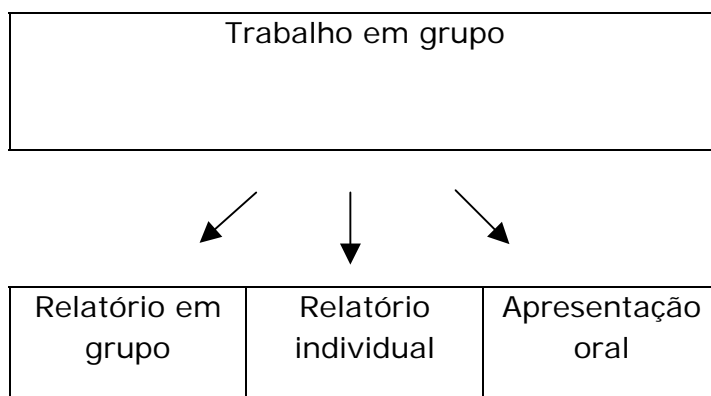 Trabalho em grupo
Relatório em
grupo
Relatório
individual
Apresentação
oral